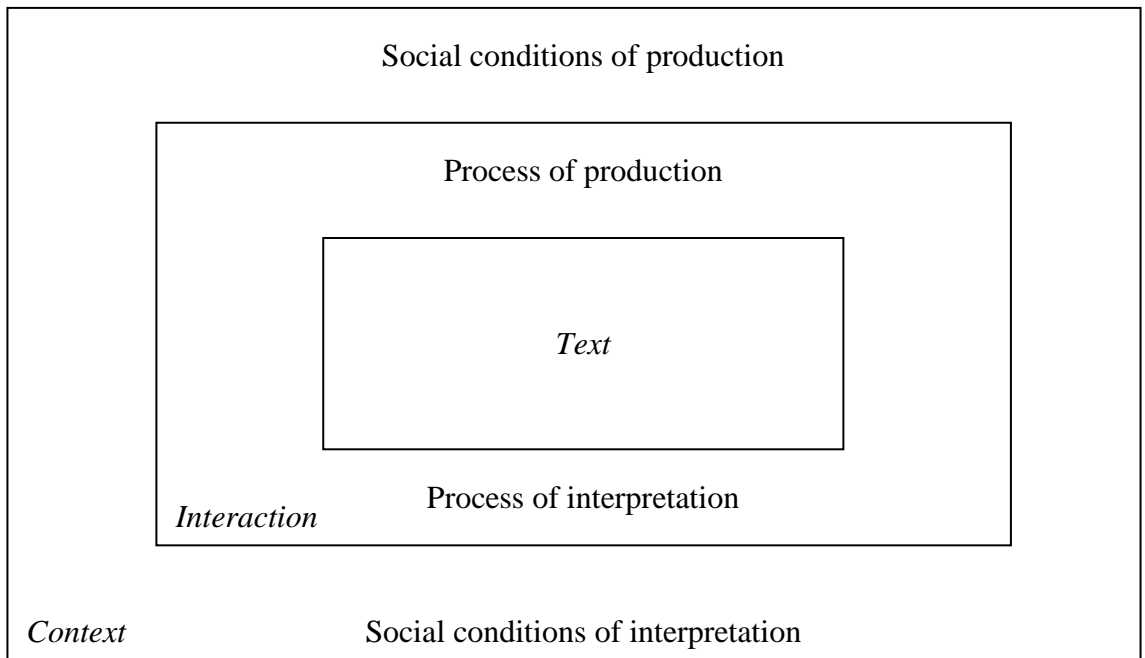 Social conditions of production
Process of production
Text
Process of interpretation
Interaction
Context
Social conditions of interpretation